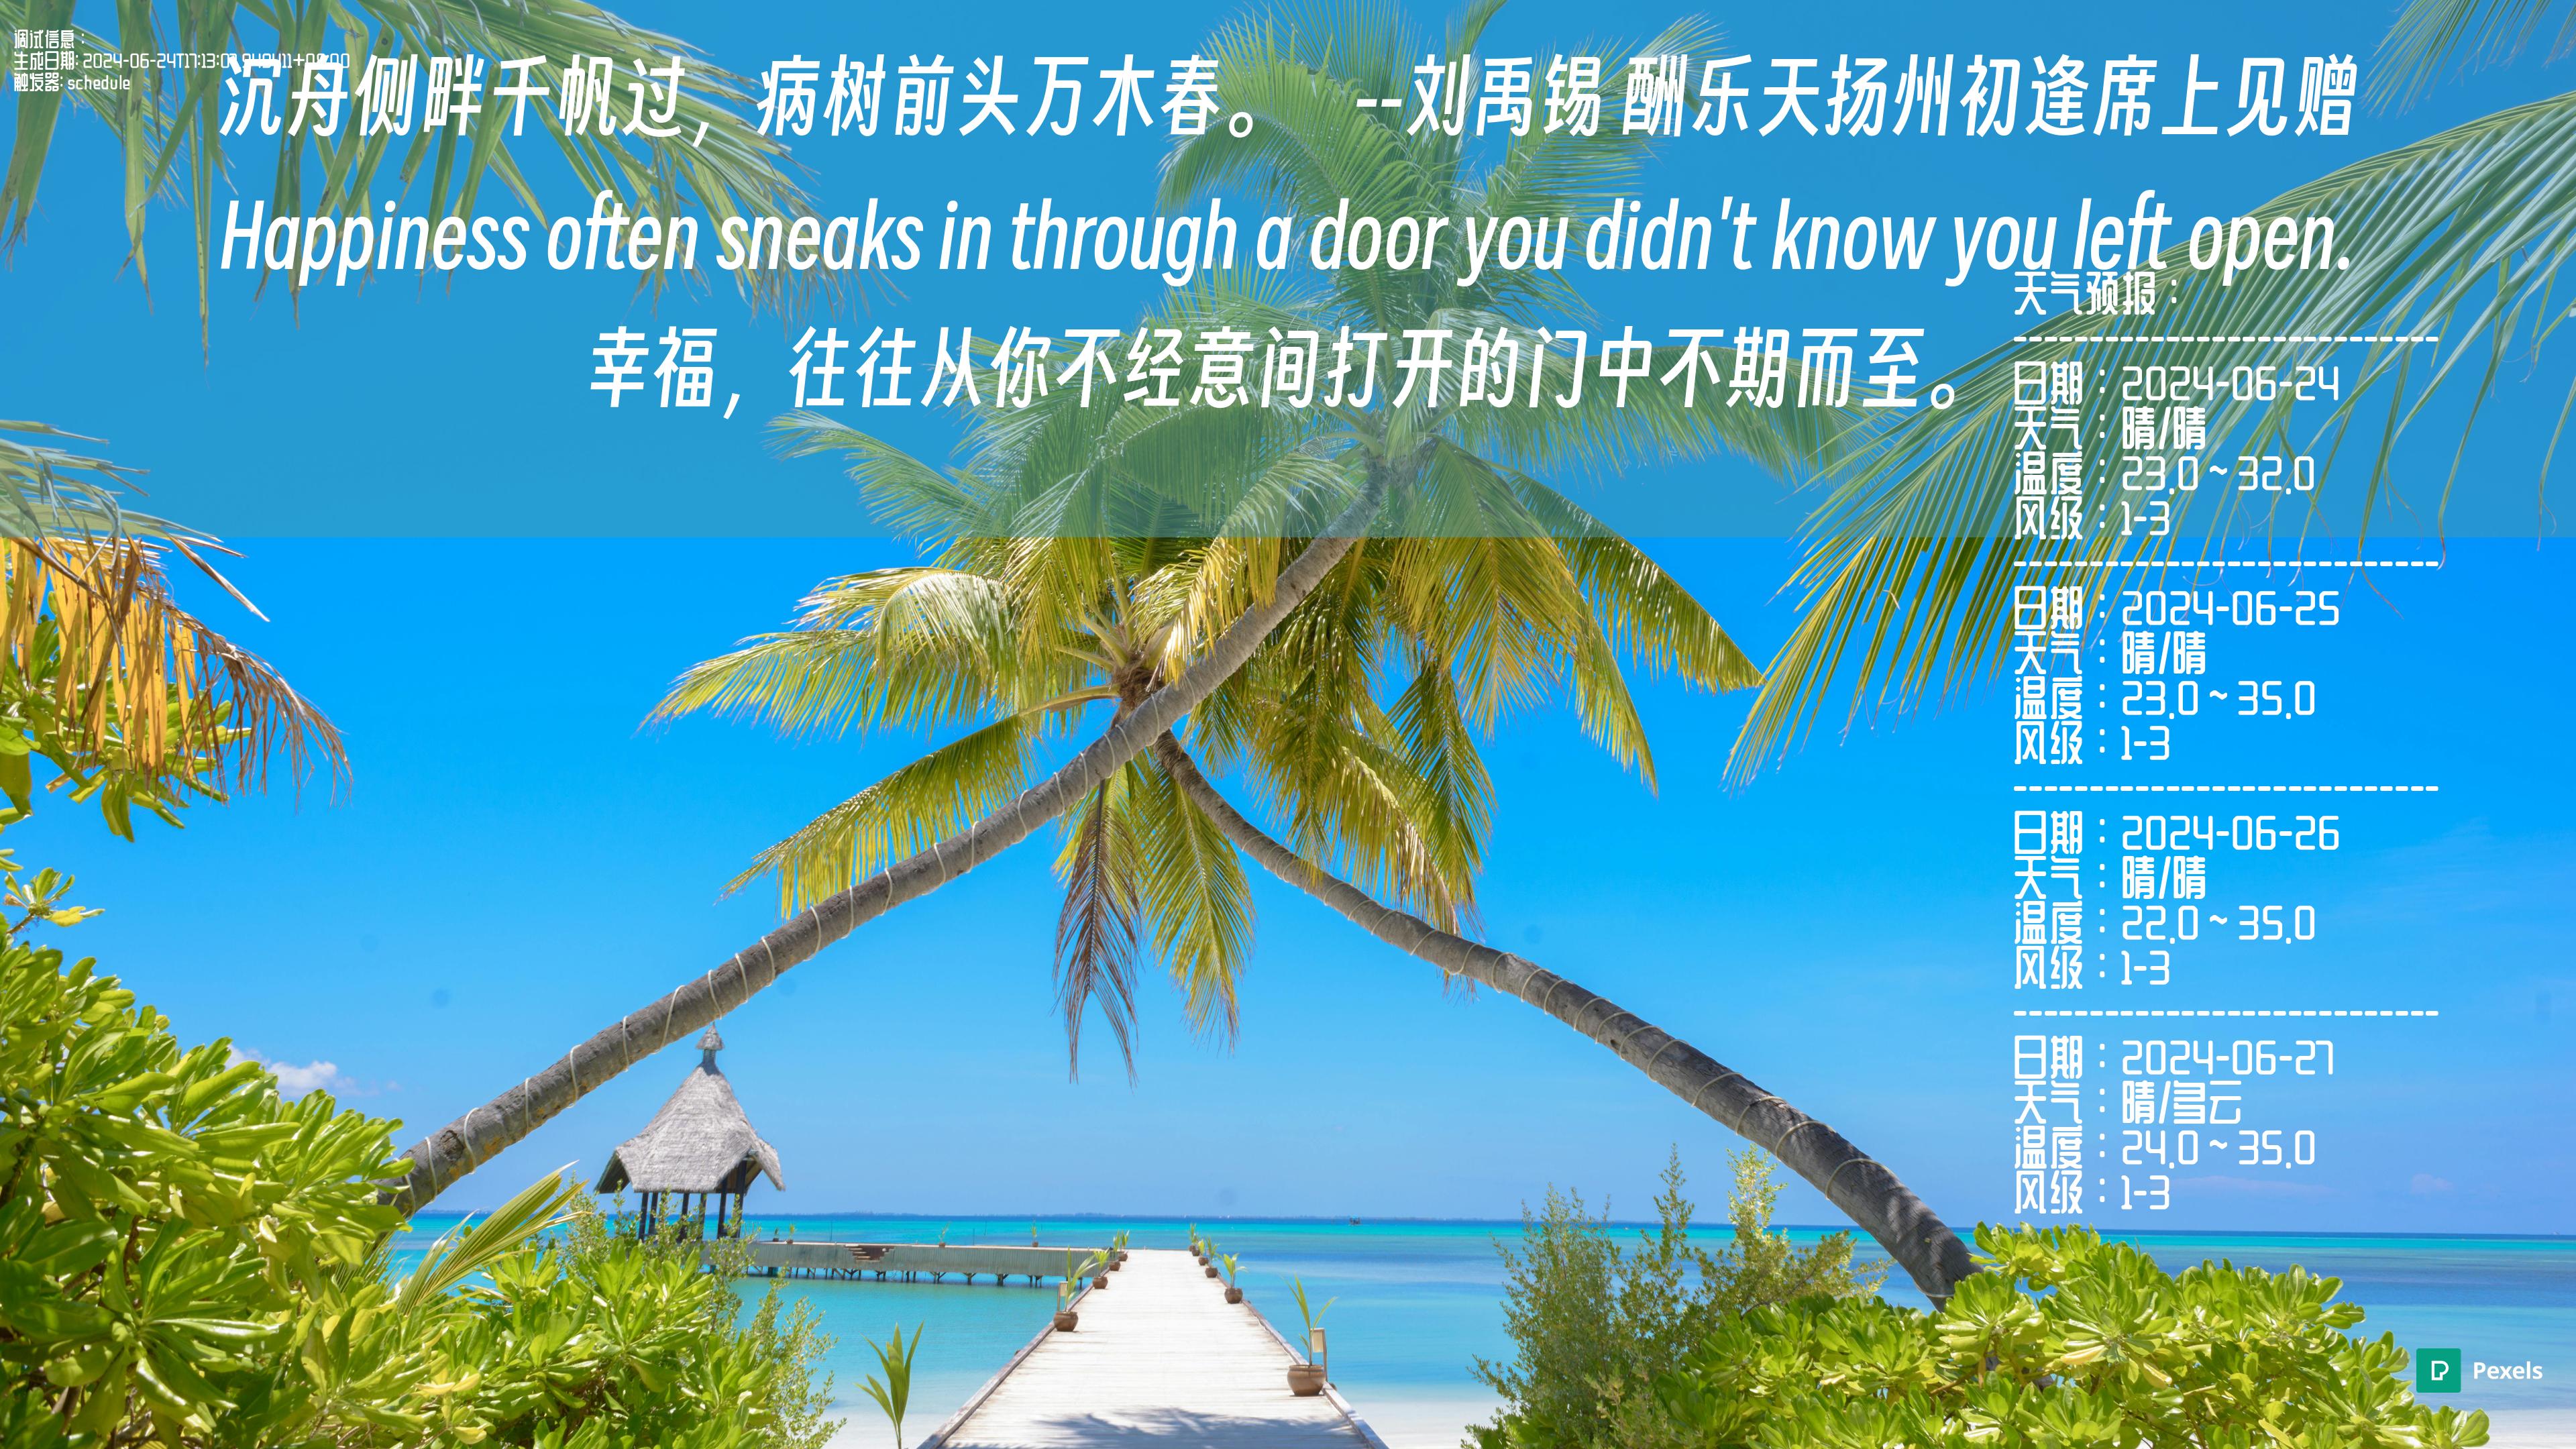 调试信息：
生成日期: 2024-06-24T17:13:0
触发器: schedule
沉舟侧畔千帆过，病树前头万木春。 --刘禹锡 酬乐天扬州初逢席上见赠
Happiness often sneaks in through a door you didn't know you left open.
幸福，往往从你不经意间打开的门中不期而至。
天气预报：
----------------------------
日期：2024-06-24
天气：晴/晴
温度：23.0 ~ 32.0
风级：1-3
----------------------------
日期：2024-06-25
天气：晴/晴
温度：23.0 ~ 35.0
风级：1-3
----------------------------
日期：2024-06-26
天气：晴/晴
温度：22.0 ~ 35.0
风级：1-3
----------------------------
日期：2024-06-27
天气：晴/多云
温度：24.0 ~ 35.0
风级：1-3
Pexels